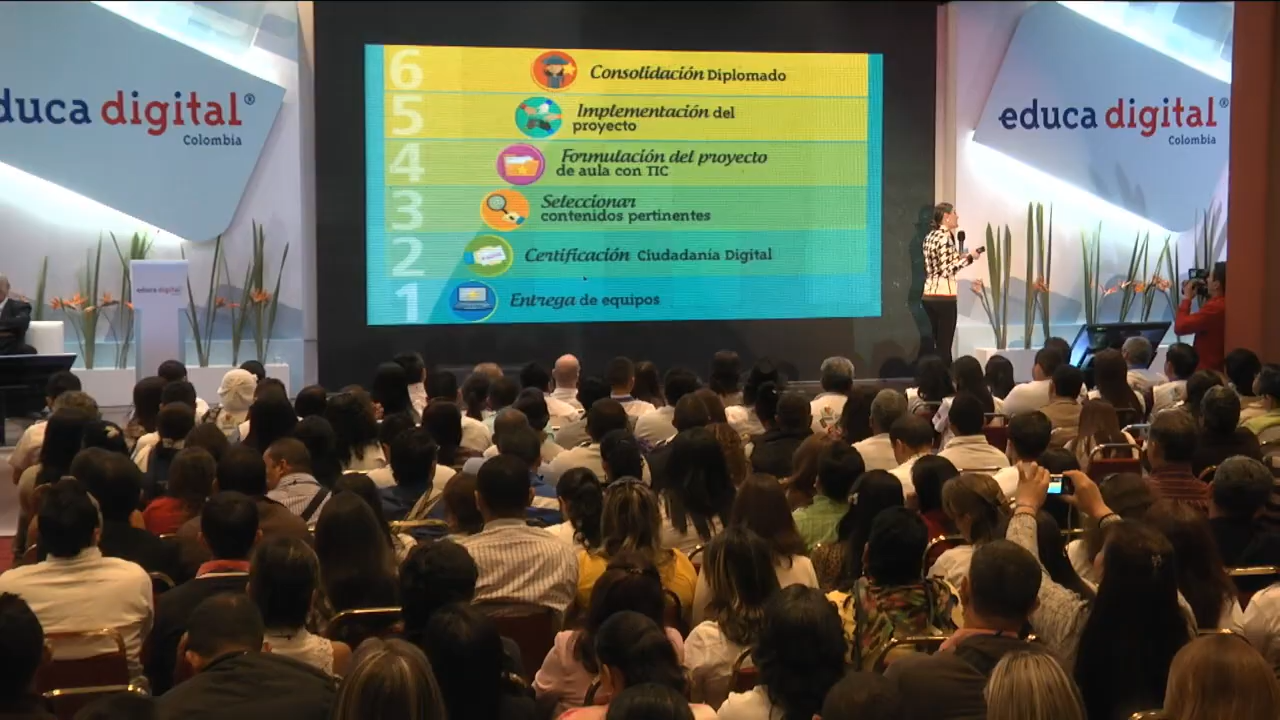 educa digital®
Colombia
6 Consolidación Diplomado
5 Implementación del
proyecto
4 Formulación del proyecto
de aula con TIC
3 Seleccionar
contenidos pertinentes
2 Certificación Ciudadanía Digital
1 Entrega de equipos
educa digital®
Colombia
educa digital